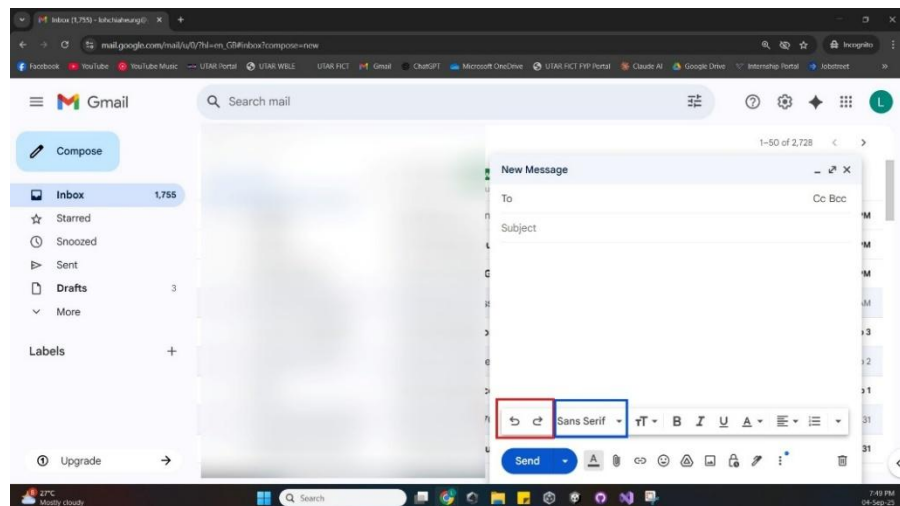 Inbox (1,755) - lohchiaheung@
mail.google.com/mail/u/0/?hl=en_GB#inbox?compose=new
Incognito
Facebook YouTube YouTube Music UTAR Portal UTAR WBLE UTAR FICT Gmail ChatGPT Microsoft OneDrive UTAR FICT FYP Portal Claude AI Google Drive Internship Portal Jobstreet
Gmail
Search mail
L
Compose
1–50 of 2,728
New Message
Inbox 1,755
To Cc Bcc
Starred
Subject
Snoozed
Sent
Drafts 3
More
Labels
Sans Serif
B I U A
Upgrade
Send
A
27°C
Mostly cloudy
Search
7:49 PM
04-Sep-25